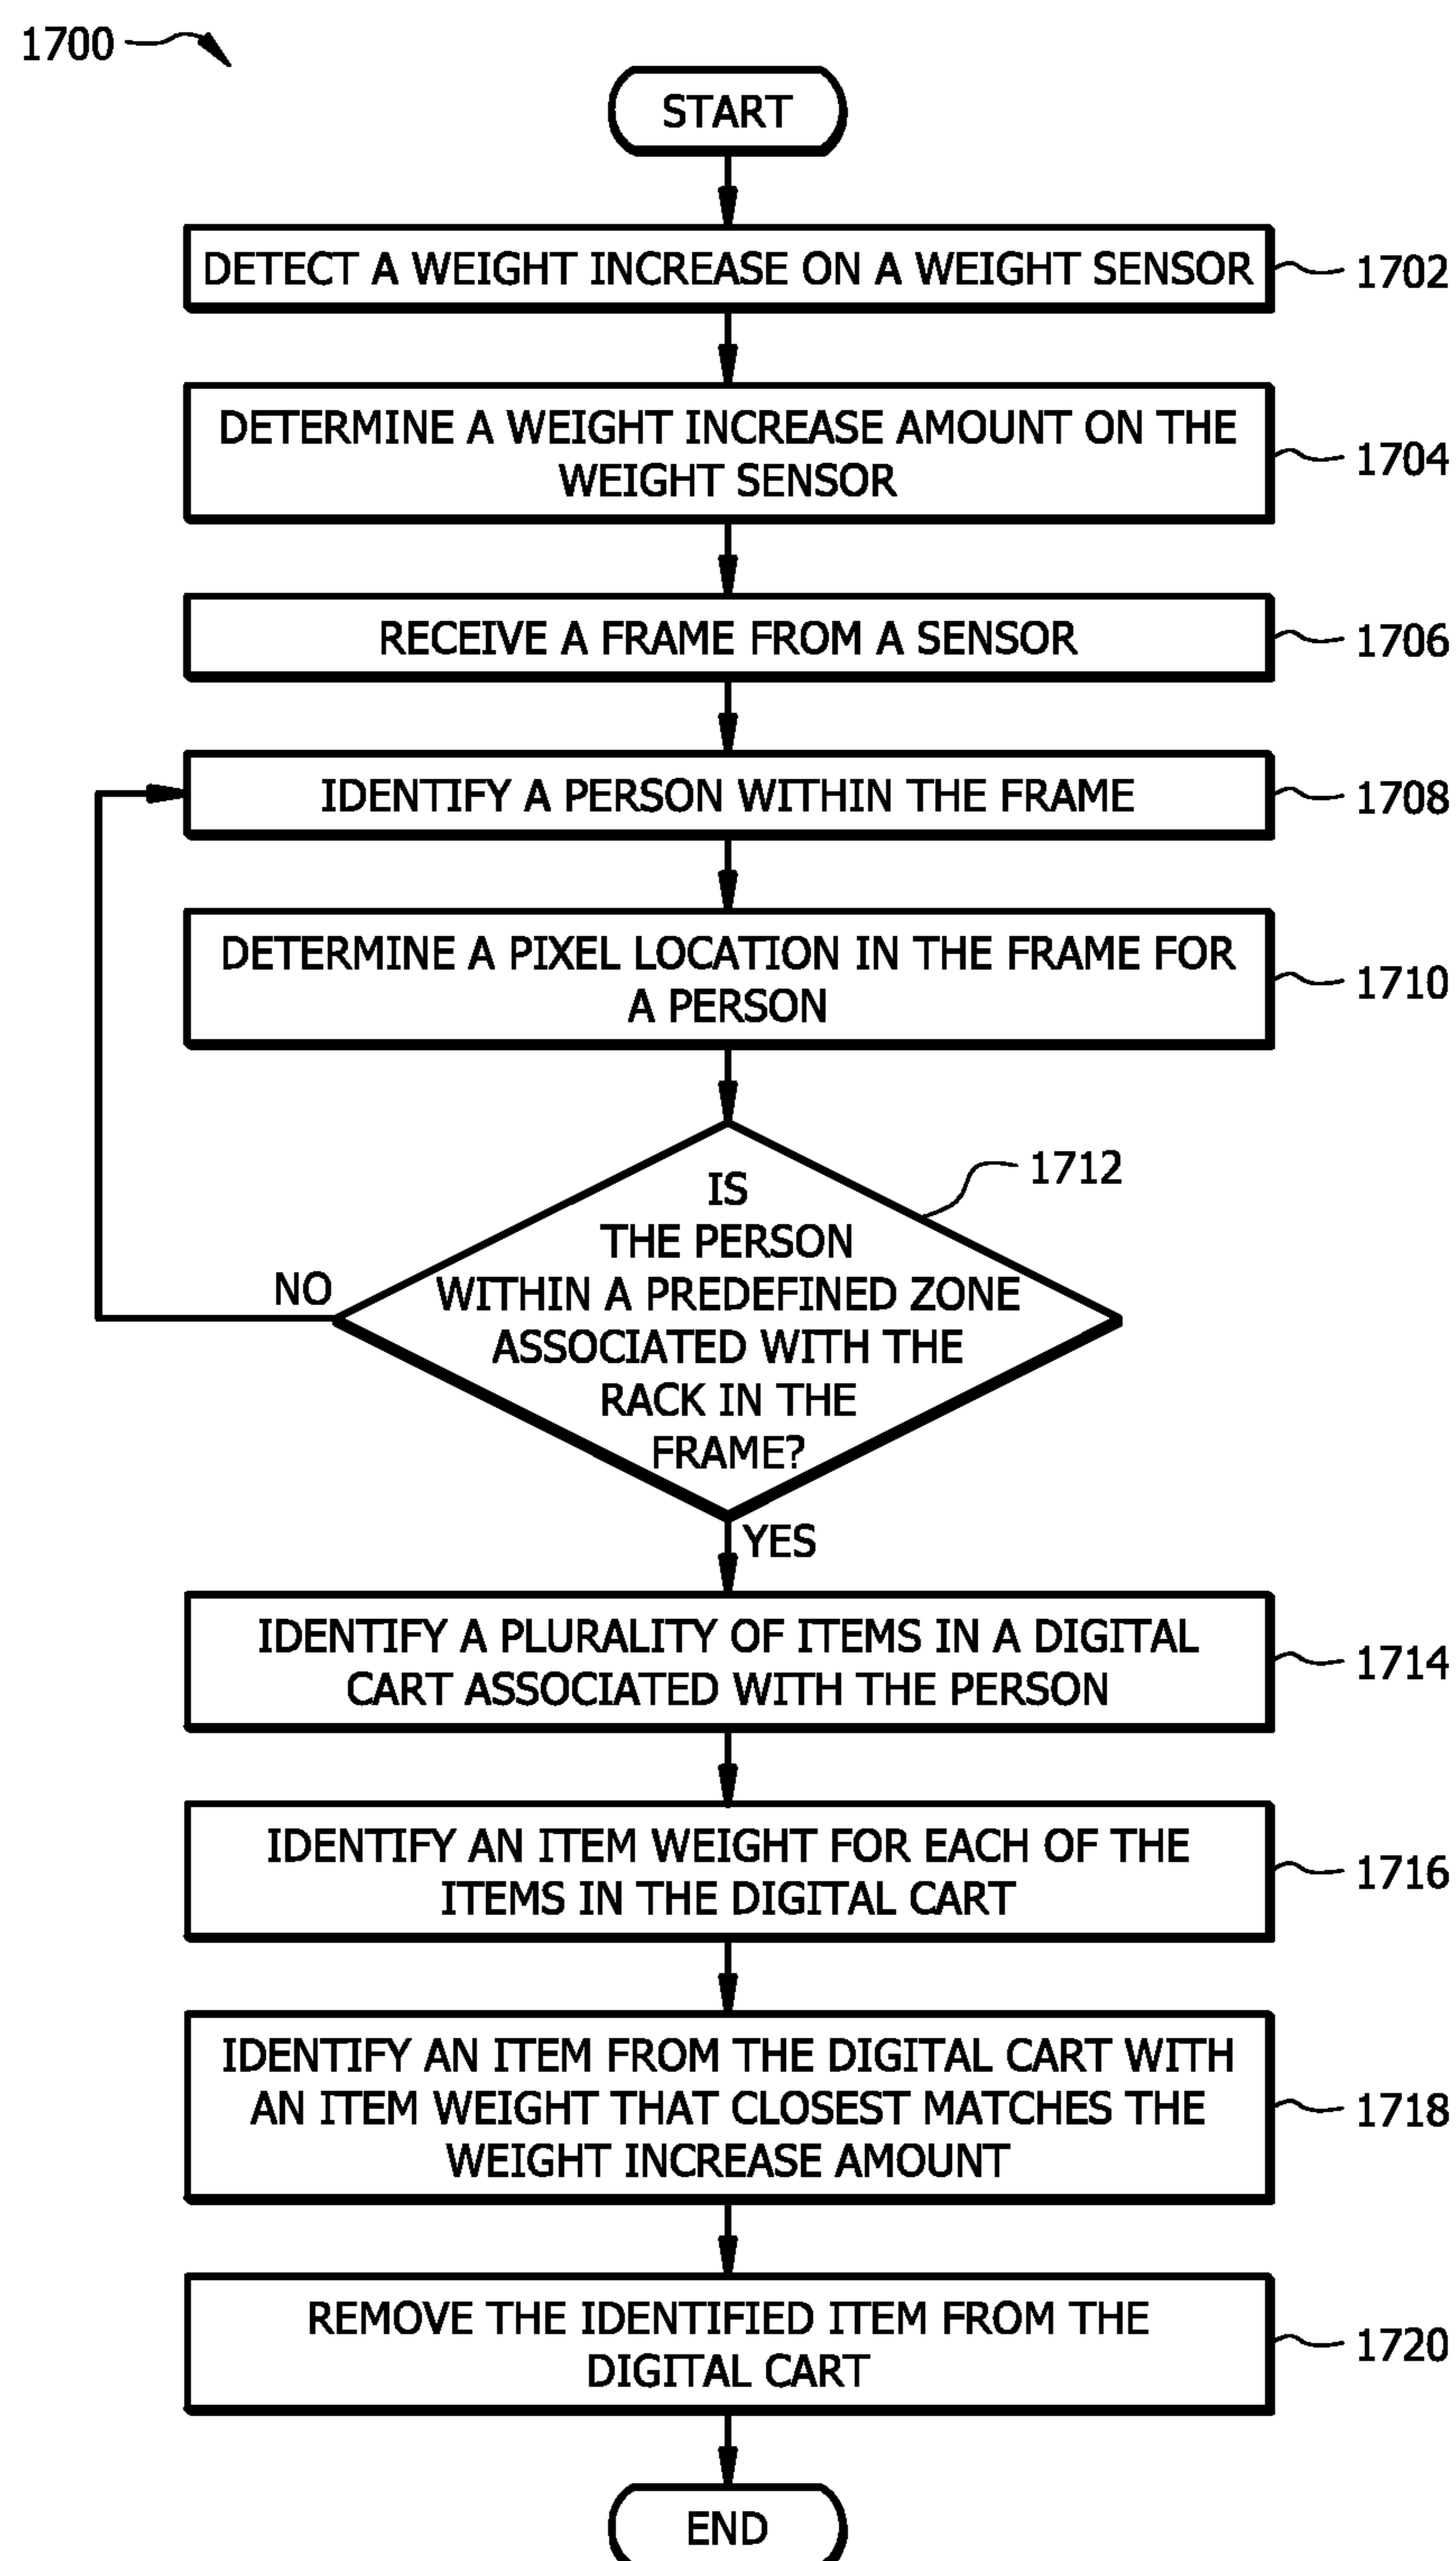 1700
START
DETECT A WEIGHT INCREASE ON A WEIGHT SENSOR
1702
DETERMINE A WEIGHT INCREASE AMOUNT ON THE
WEIGHT SENSOR
1704
RECEIVE A FRAME FROM A SENSOR
1706
IDENTIFY A PERSON WITHIN THE FRAME
1708
DETERMINE A PIXEL LOCATION IN THE FRAME FOR
A PERSON
1710
IS
THE PERSON
WITHIN A PREDEFINED ZONE
ASSOCIATED WITH THE
RACK IN THE
FRAME?
1712
NO
YES
IDENTIFY A PLURALITY OF ITEMS IN A DIGITAL
CART ASSOCIATED WITH THE PERSON
1714
IDENTIFY AN ITEM WEIGHT FOR EACH OF THE
ITEMS IN THE DIGITAL CART
1716
IDENTIFY AN ITEM FROM THE DIGITAL CART WITH
AN ITEM WEIGHT THAT CLOSEST MATCHES THE
WEIGHT INCREASE AMOUNT
1718
REMOVE THE IDENTIFIED ITEM FROM THE
DIGITAL CART
1720
END